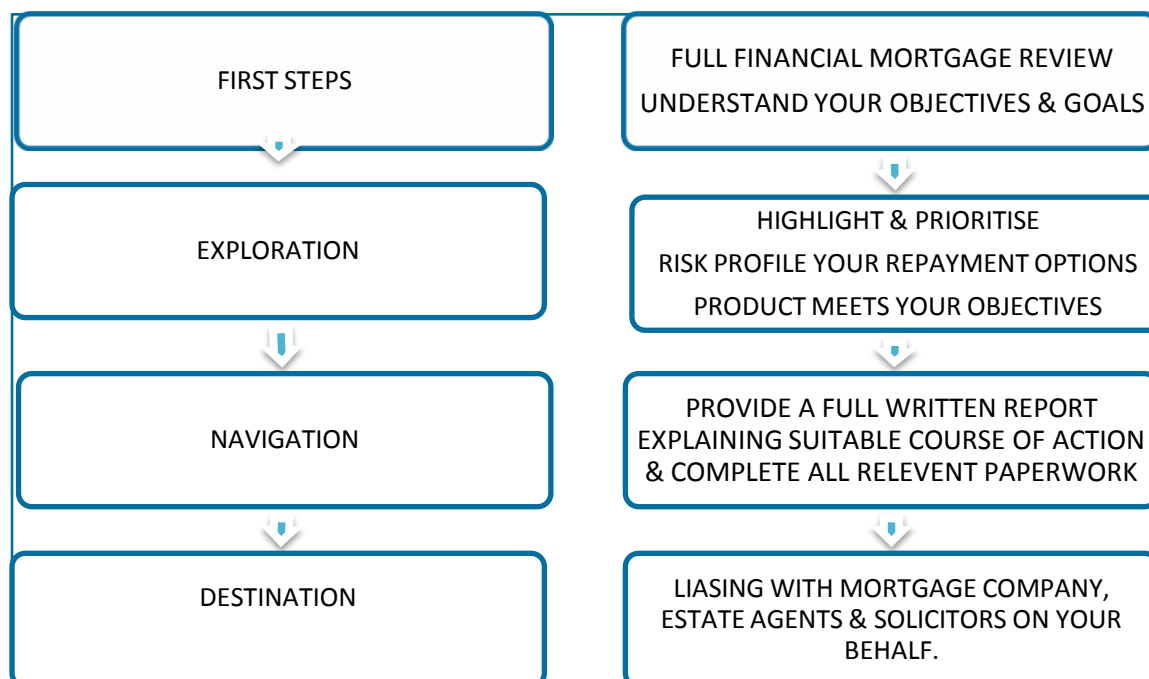 FIRST STEPS
FULL FINANCIAL MORTGAGE REVIEW
UNDERSTAND YOUR OBJECTIVES & GOALS
EXPLORATION
HIGHLIGHT & PRIORITISE
RISK PROFILE YOUR REPAYMENT OPTIONS
PRODUCT MEETS YOUR OBJECTIVES
NAVIGATION
PROVIDE A FULL WRITTEN REPORT
EXPLAINING SUITABLE COURSE OF ACTION
& COMPLETE ALL RELEVENT PAPERWORK
DESTINATION
LIASING WITH MORTGAGE COMPANY,
ESTATE AGENTS & SOLICITORS ON YOUR
BEHALF.